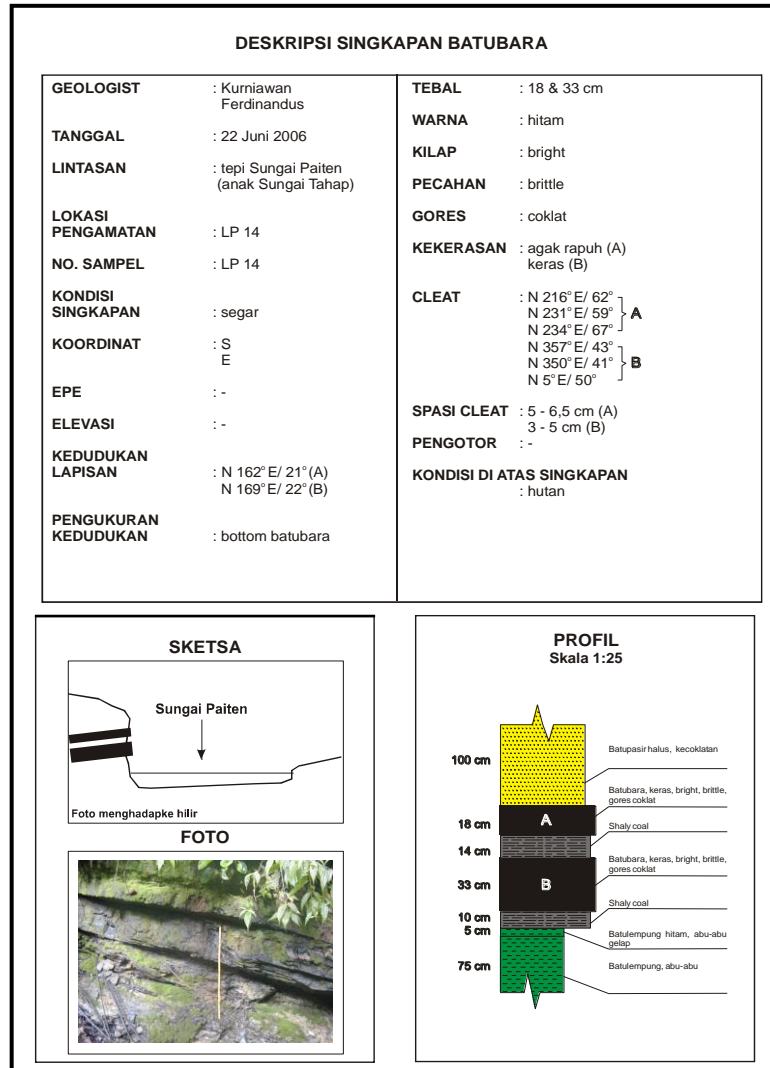 DESKRIPSI SINGKAPAN BATUBARA
GEOLOGIST : Kurniawan
Ferdinandus
TANGGAL : 22 Juni 2006
LINTASAN : tepi Sungai Paiten
(anak Sungai Tahap)
LOKASI
PENGAMATAN : LP 14
NO. SAMPEL : LP 14
KONDISI
SINGKAPAN : segar
KOORDINAT : S
E
EPE : -
ELEVASI : -
KEDUDUKAN
LAPISAN : N 162° E/ 21° (A)
N 169° E/ 22° (B)
PENGUKURAN
KEDUDUKAN : bottom batubara
TEBAL : 18 & 33 cm
WARNA : hitam
KILAP : bright
PECAHAN : brittle
GORES : coklat
KEKERASAN : agak rapuh (A)
keras (B)
CLEAT : N 216° E/ 62°
N 231° E/ 59° A
N 234° E/ 67°
N 357° E/ 43°
N 350° E/ 41° B
N 5° E/ 50°
SPASI CLEAT : 5 - 6,5 cm (A)
3 - 5 cm (B)
PENGOTOR : -
KONDISI DI ATAS SINGKAPAN
: hutan
SKETSA
Sungai Paiten
Foto menghadapke hilir
FOTO
PROFIL
Skala 1:25
100 cm
Batupasir halus, kecoklatan
Batubara, keras, bright, brittle,
gores coklat
18 cm
A
Shaly coal
14 cm
Batubara, keras, bright, brittle,
gores coklat
33 cm
B
Shaly coal
10 cm
5 cm
Batulempung hitam, abu-abu
gelap
75 cm
Batulempung, abu-abu